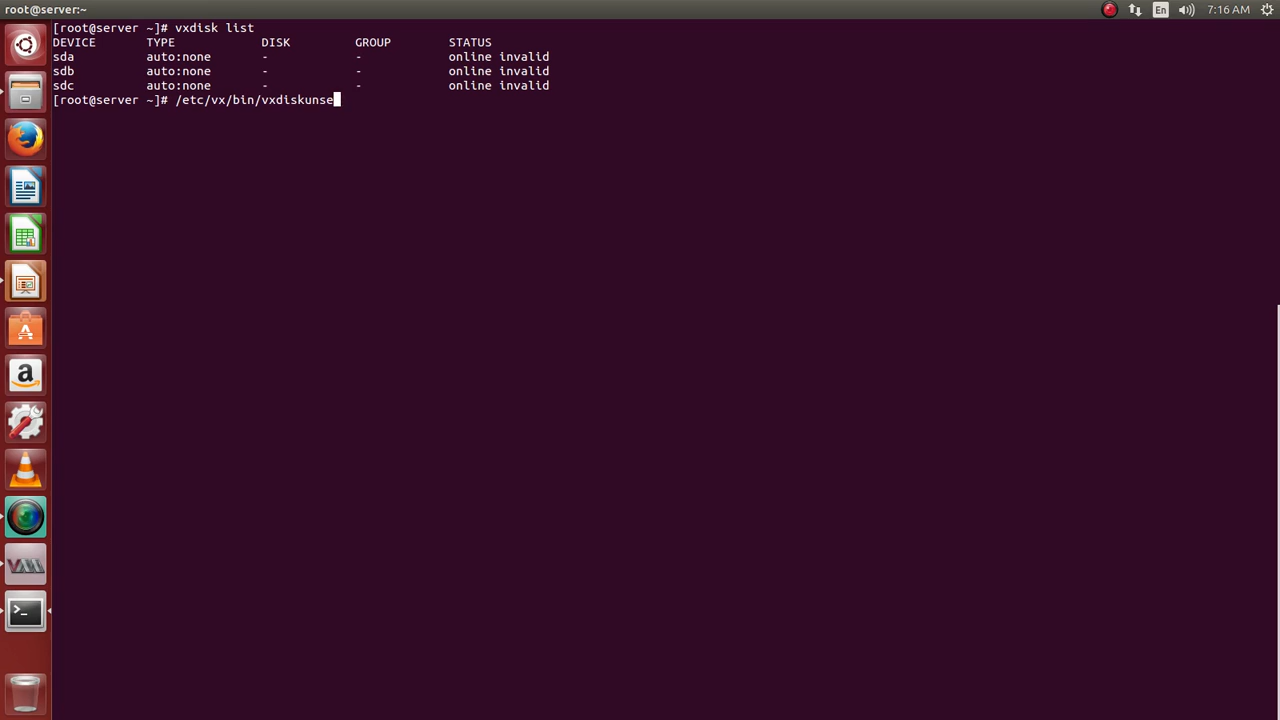 root@server:~
En
7:16 AM
[root@server ~]# vxdisk list
DEVICE TYPE DISK GROUP STATUS
sda auto:none - - online invalid
sdb auto:none - - online invalid
sdc auto:none - - online invalid
[root@server ~]# /etc/vx/bin/vxdiskunse